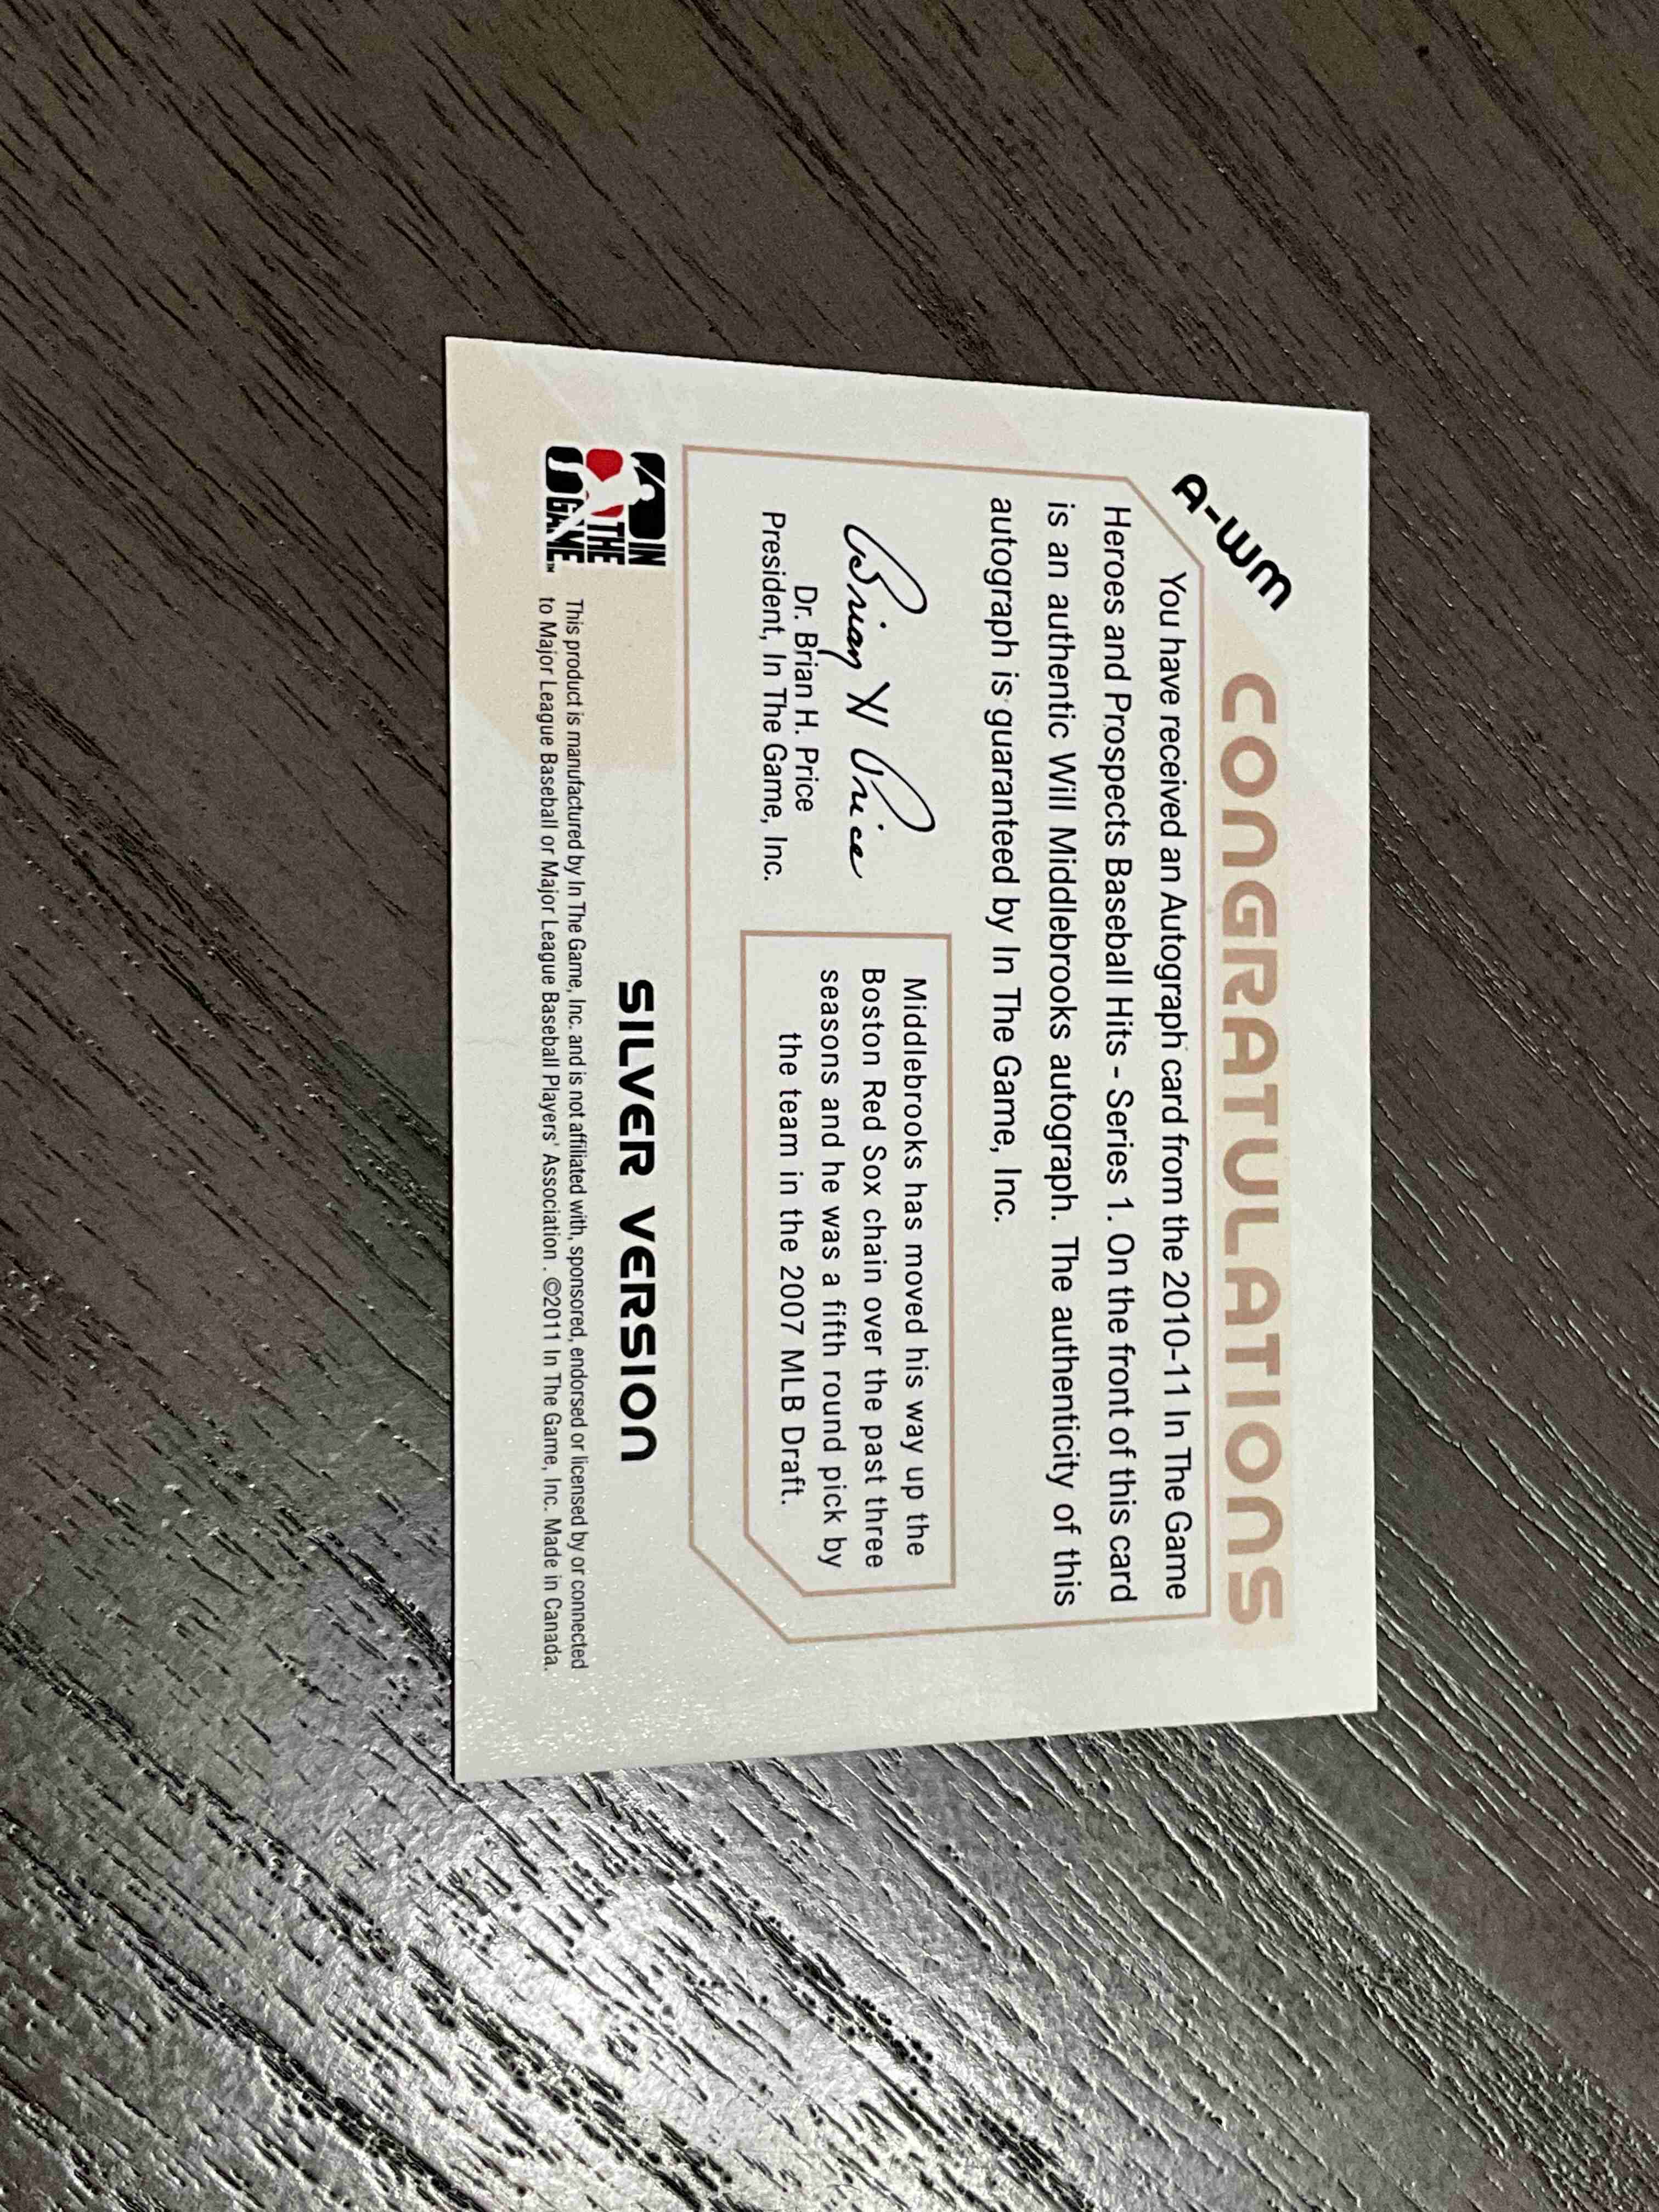 A-WM
CONGRATULATIONS
You have received an Autograph card from the 2010-11 In The Game
Heroes and Prospects Baseball Hits - Series 1. On the front of this card
is an authentic Will Middlebrooks autograph. The authenticity of this
autograph is guaranteed by In The Game, Inc.
Brian H Price
Dr. Brian H. Price
President, In The Game, Inc.
Middlebrooks has moved his way up the
Boston Red Sox chain over the past three
seasons and he was a fifth round pick by
the team in the 2007 MLB Draft.
SILVER VERSION
IN
THE
GAME™
This product is manufactured by In The Game, Inc. and is not affiliated with, sponsored, endorsed or licensed by or connected
to Major League Baseball or Major League Baseball Players' Association . ©2011 In The Game, Inc. Made in Canada.